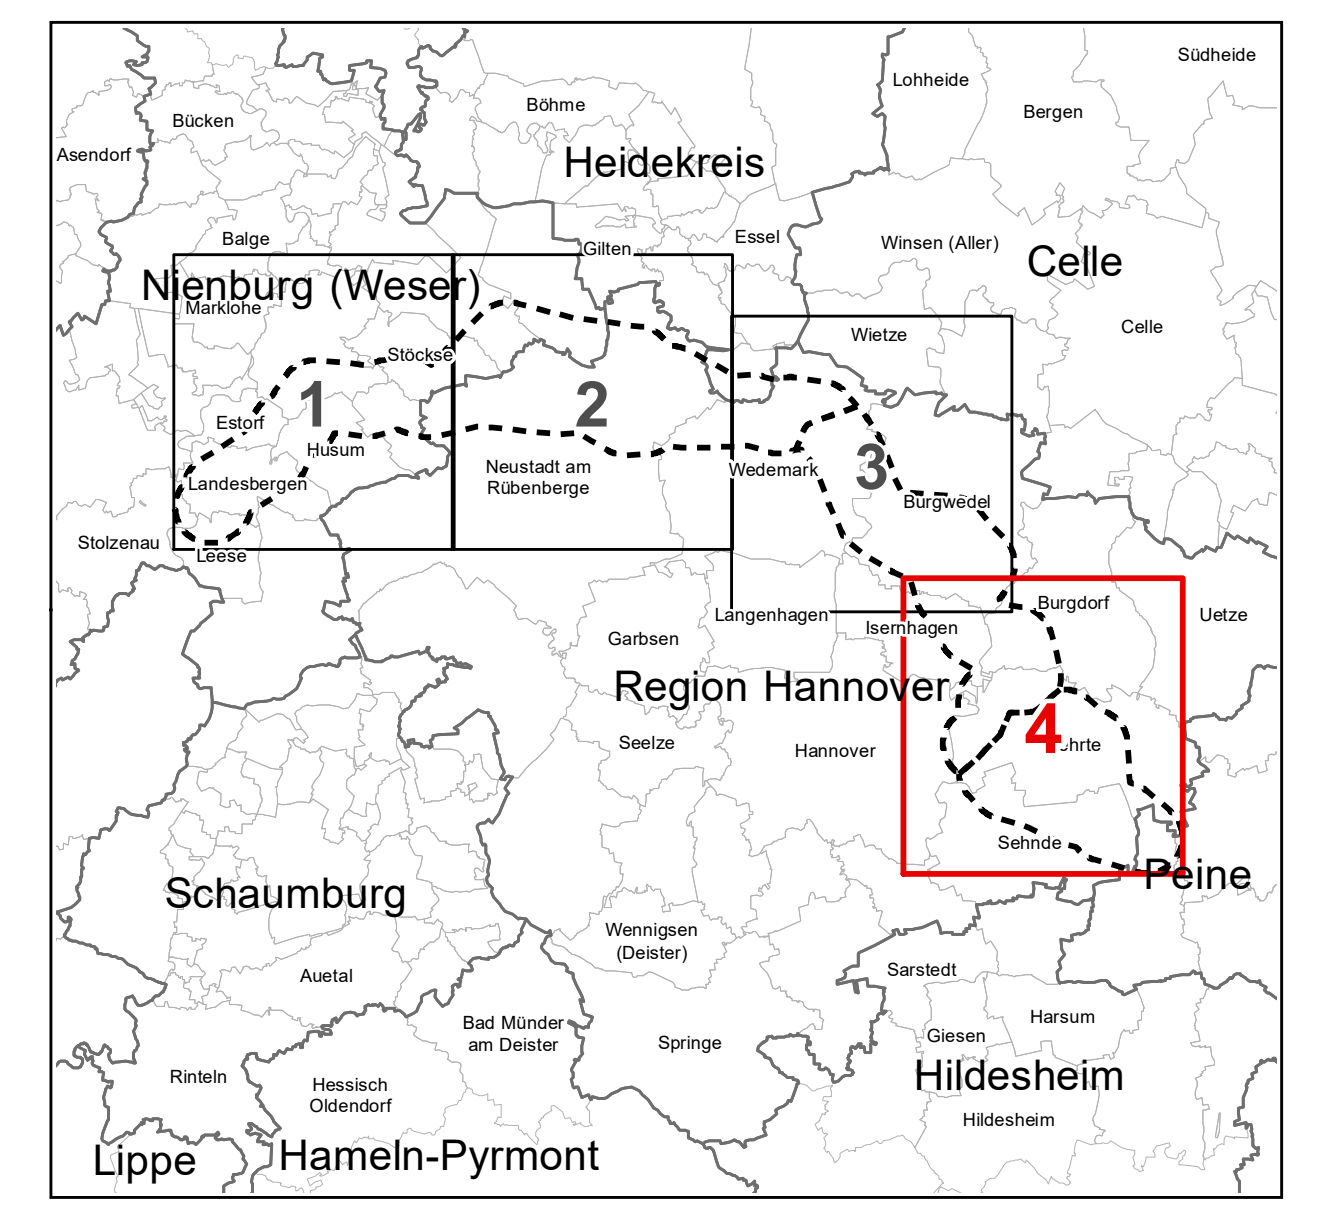 Südheide
Lohheide
Böhme
Bergen
Bücken
Asendorf
Heidekreis
Balge
Gilten
Essel
Winsen (Aller)
Celle
Nienburg (Weser)
Marklohe
Celle
Wietze
Stöckse
1
2
Estorf
Husum
3
Neustadt am
Rübenberge
Wedemark
Landesbergen
Burgwedel
Stolzenau
Leese
Burgdorf
Langenhagen
Uetze
Isernhagen
Garbsen
Region Hannover
4
Seelze
Hannover
hrte
Sehnde
Peine
Schaumburg
Wennigsen
(Deister)
Sarstedt
Auetal
Harsum
Bad Münder
am Deister
Giesen
Springe
Rinteln
Hildesheim
Hessisch
Oldendorf
Hildesheim
Lippe
Hameln-Pyrmont